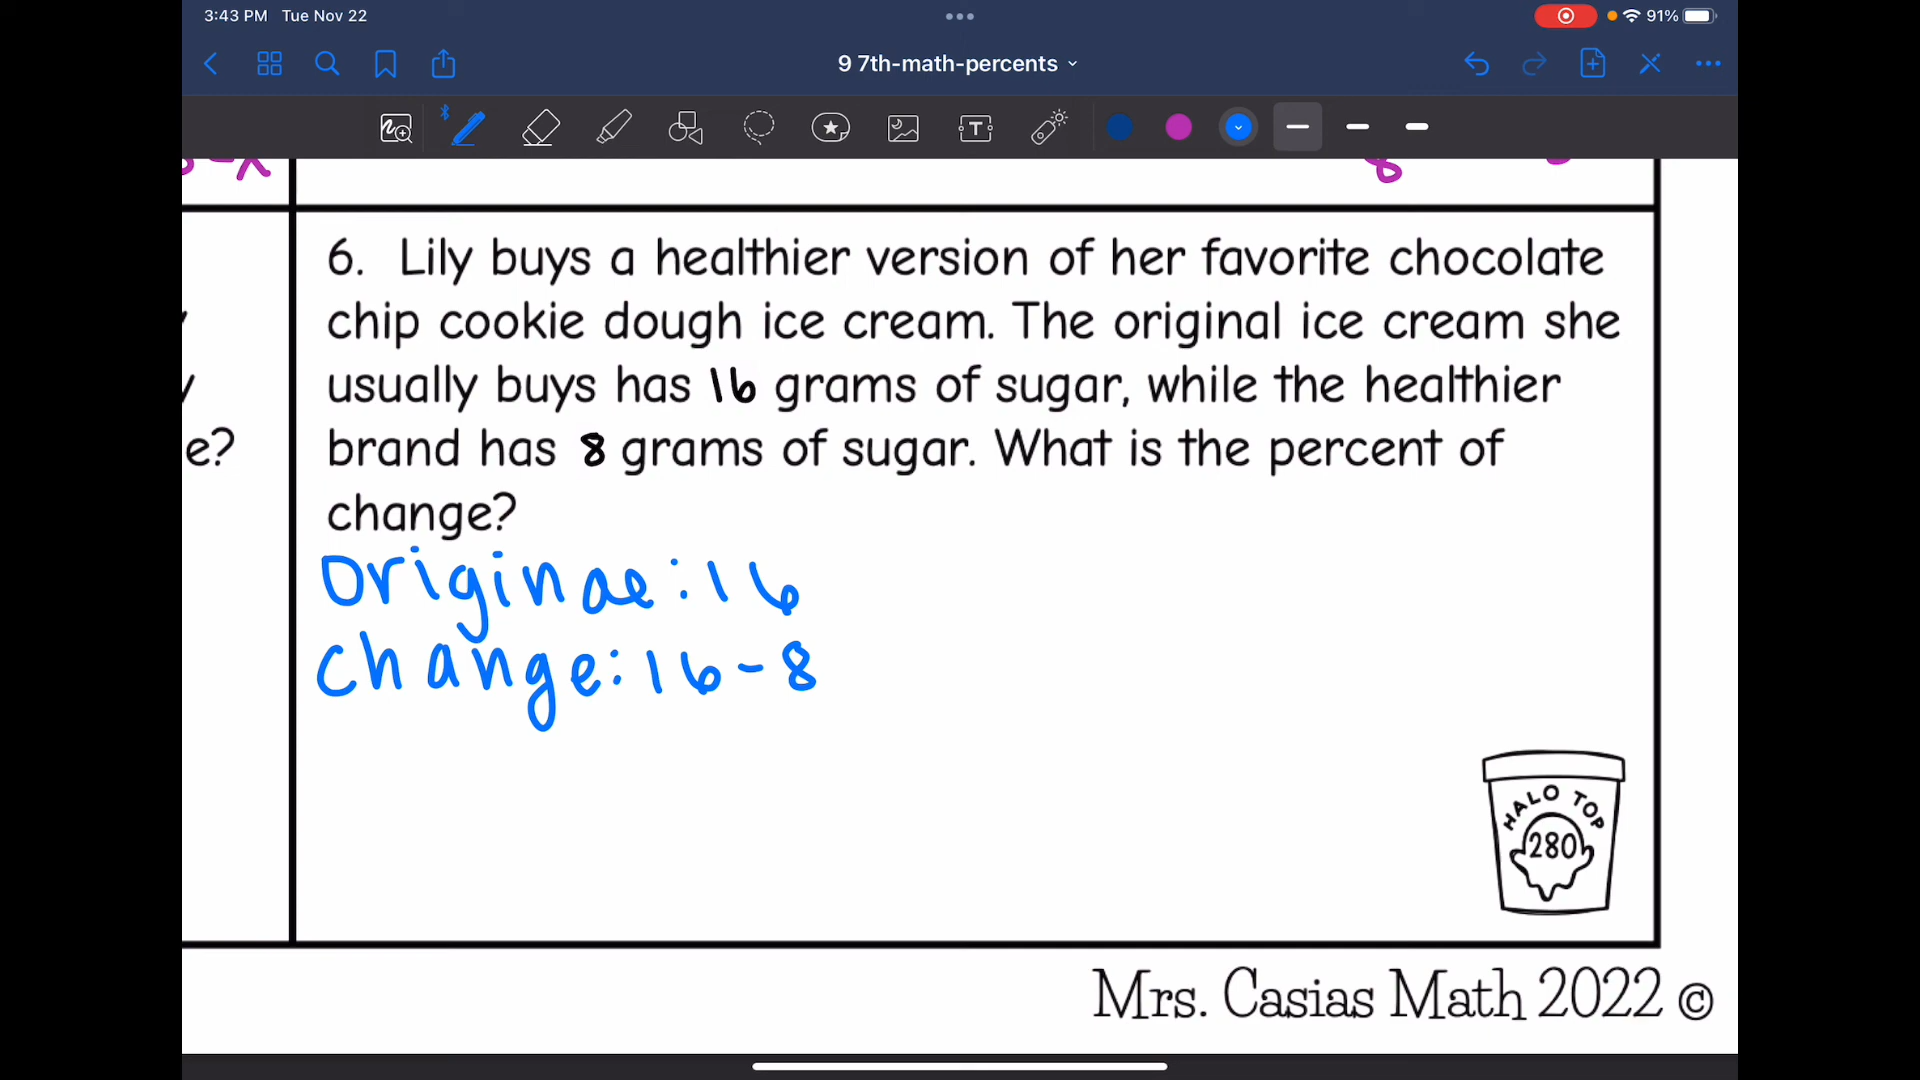 3:43 PM Tue Nov 22
91%
9 7th-math-percents
T
-x
8
6. Lily buys a healthier version of her favorite chocolate
chip cookie dough ice cream. The original ice cream she
usually buys has 16 grams of sugar, while the healthier
e?
brand has 8 grams of sugar. What is the percent of
change?
Original: 16
Change: 16-8
HALO TOP
280
Mrs. Casias Math 2022 ©